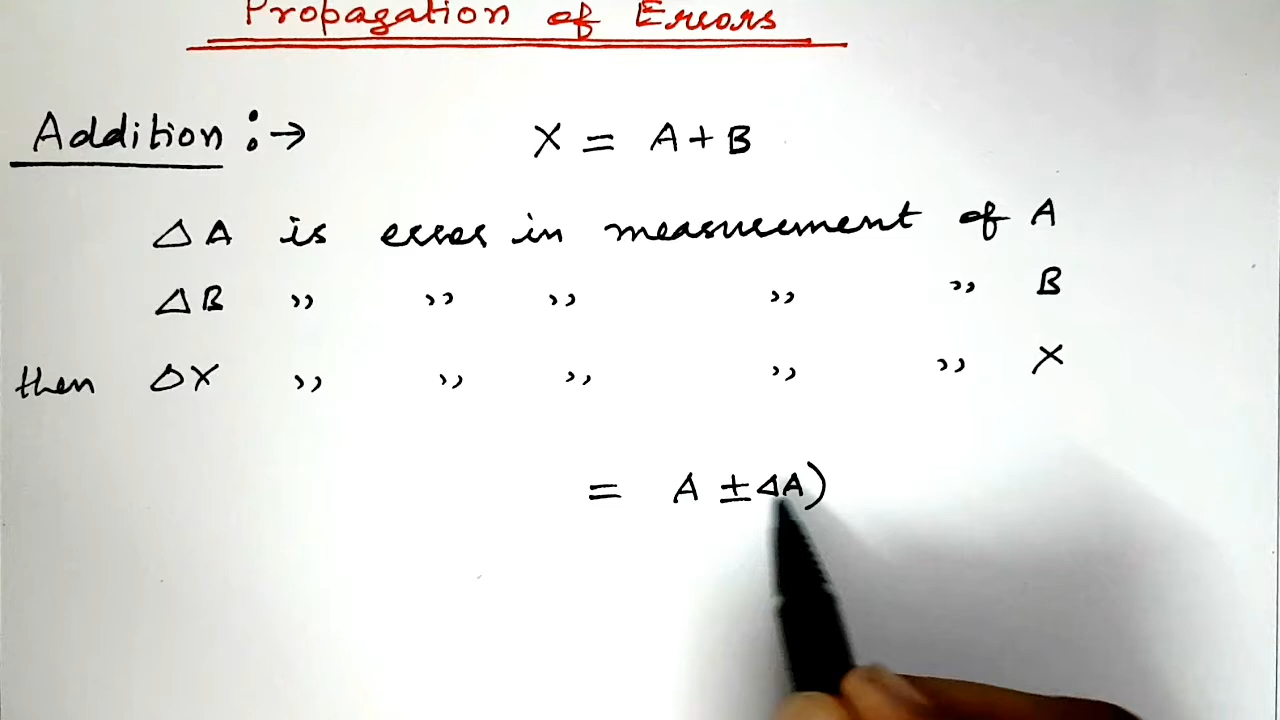 Propagation of Errors
Addition :→ X = A + B
ΔA is error in measurement of A
ΔB ,, ,, ,, ,, ,, B
then ΔX ,, ,, ,, ,, ,, X
= A ± ΔA)